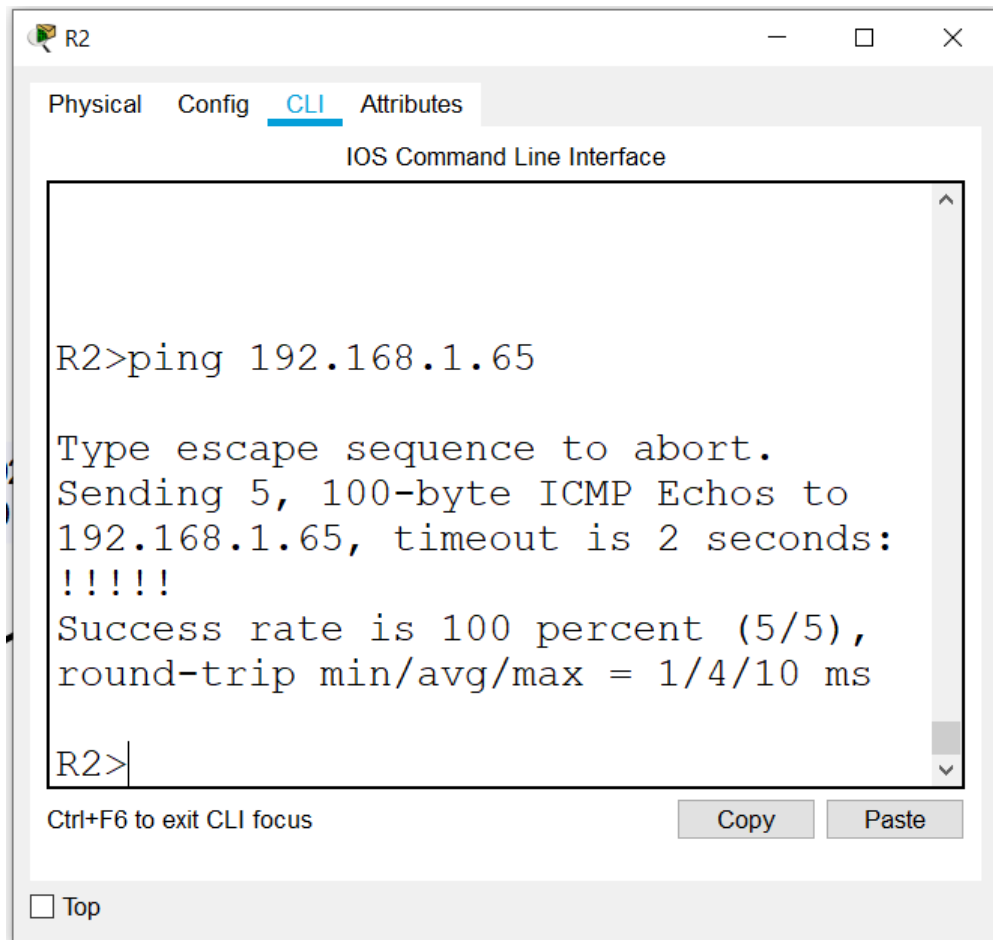 R2
Physical Config CLI Attributes
IOS Command Line Interface
R2>ping 192.168.1.65
Type escape sequence to abort.
Sending 5, 100-byte ICMP Echos to
192.168.1.65, timeout is 2 seconds:
!!!!!
Success rate is 100 percent (5/5),
round-trip min/avg/max = 1/4/10 ms
R2>
Ctrl+F6 to exit CLI focus
Copy Paste
Top